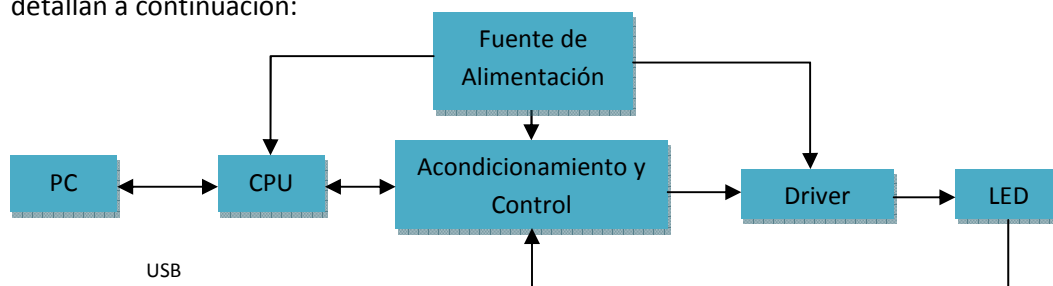 detallan a continuación:
Fuente de
Alimentación
PC
CPU
Acondicionamiento y
Control
Driver
LED
USB